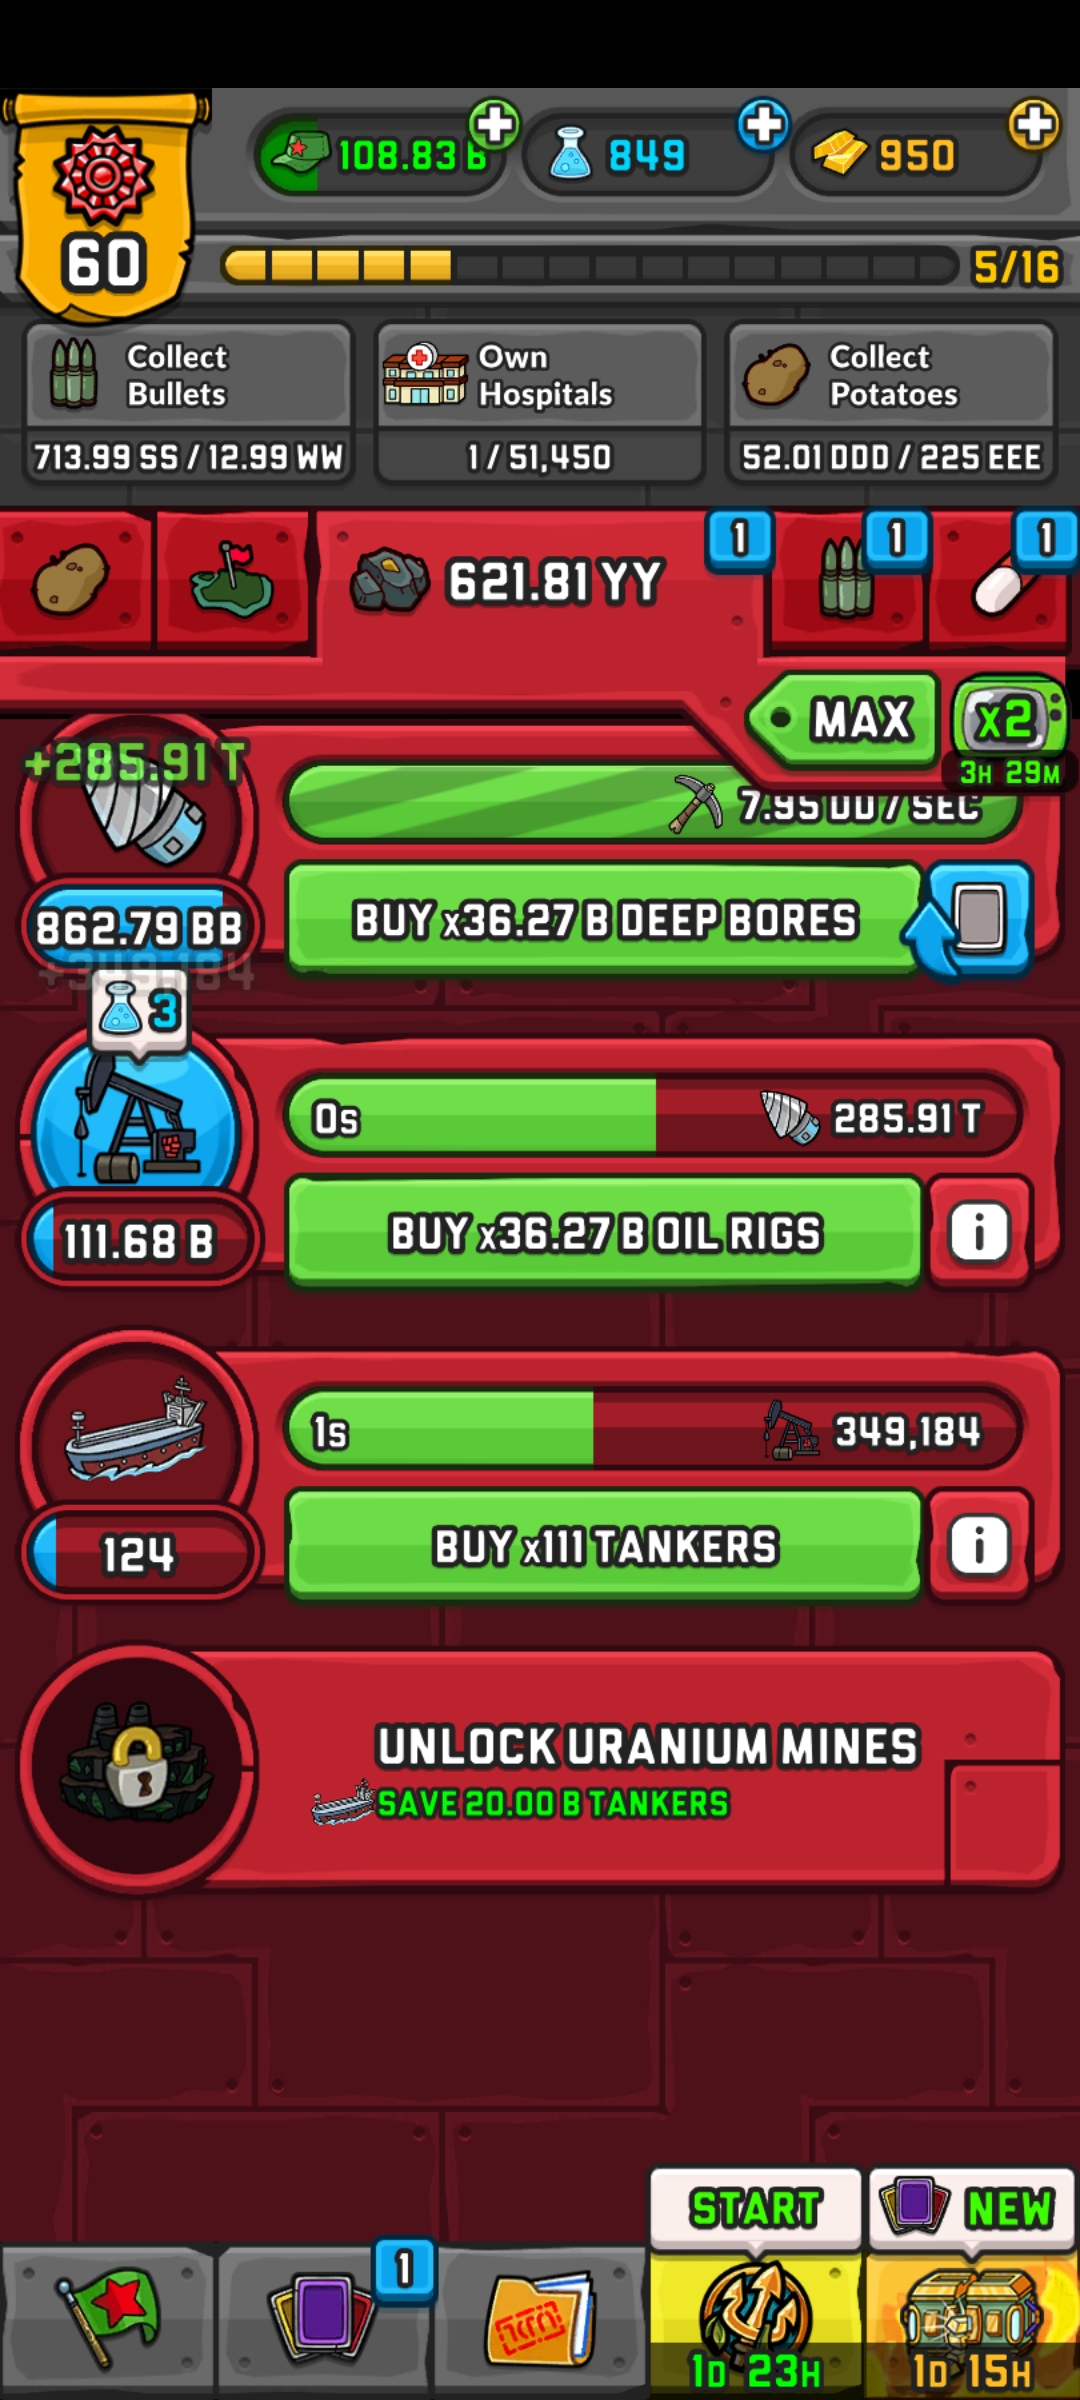 60
108.83 B
849
950
5/16
Collect
Bullets
713.99 SS / 12.99 WW
Own
Hospitals
1 / 51,450
Collect
Potatoes
52.01 DDD / 225 EEE
621.81 YY
1
1
1
MAX
x2
3H 29M
+285.91 T
7.95 DD / SEC
862.79 BB
BUY x36.27 B DEEP BORES
+349,184
3
0s
285.91 T
111.68 B
BUY x36.27 B OIL RIGS
i
1s
349,184
124
BUY x111 TANKERS
i
UNLOCK URANIUM MINES
SAVE 20.00 B TANKERS
START
NEW
1
1D 23H
1D 15H